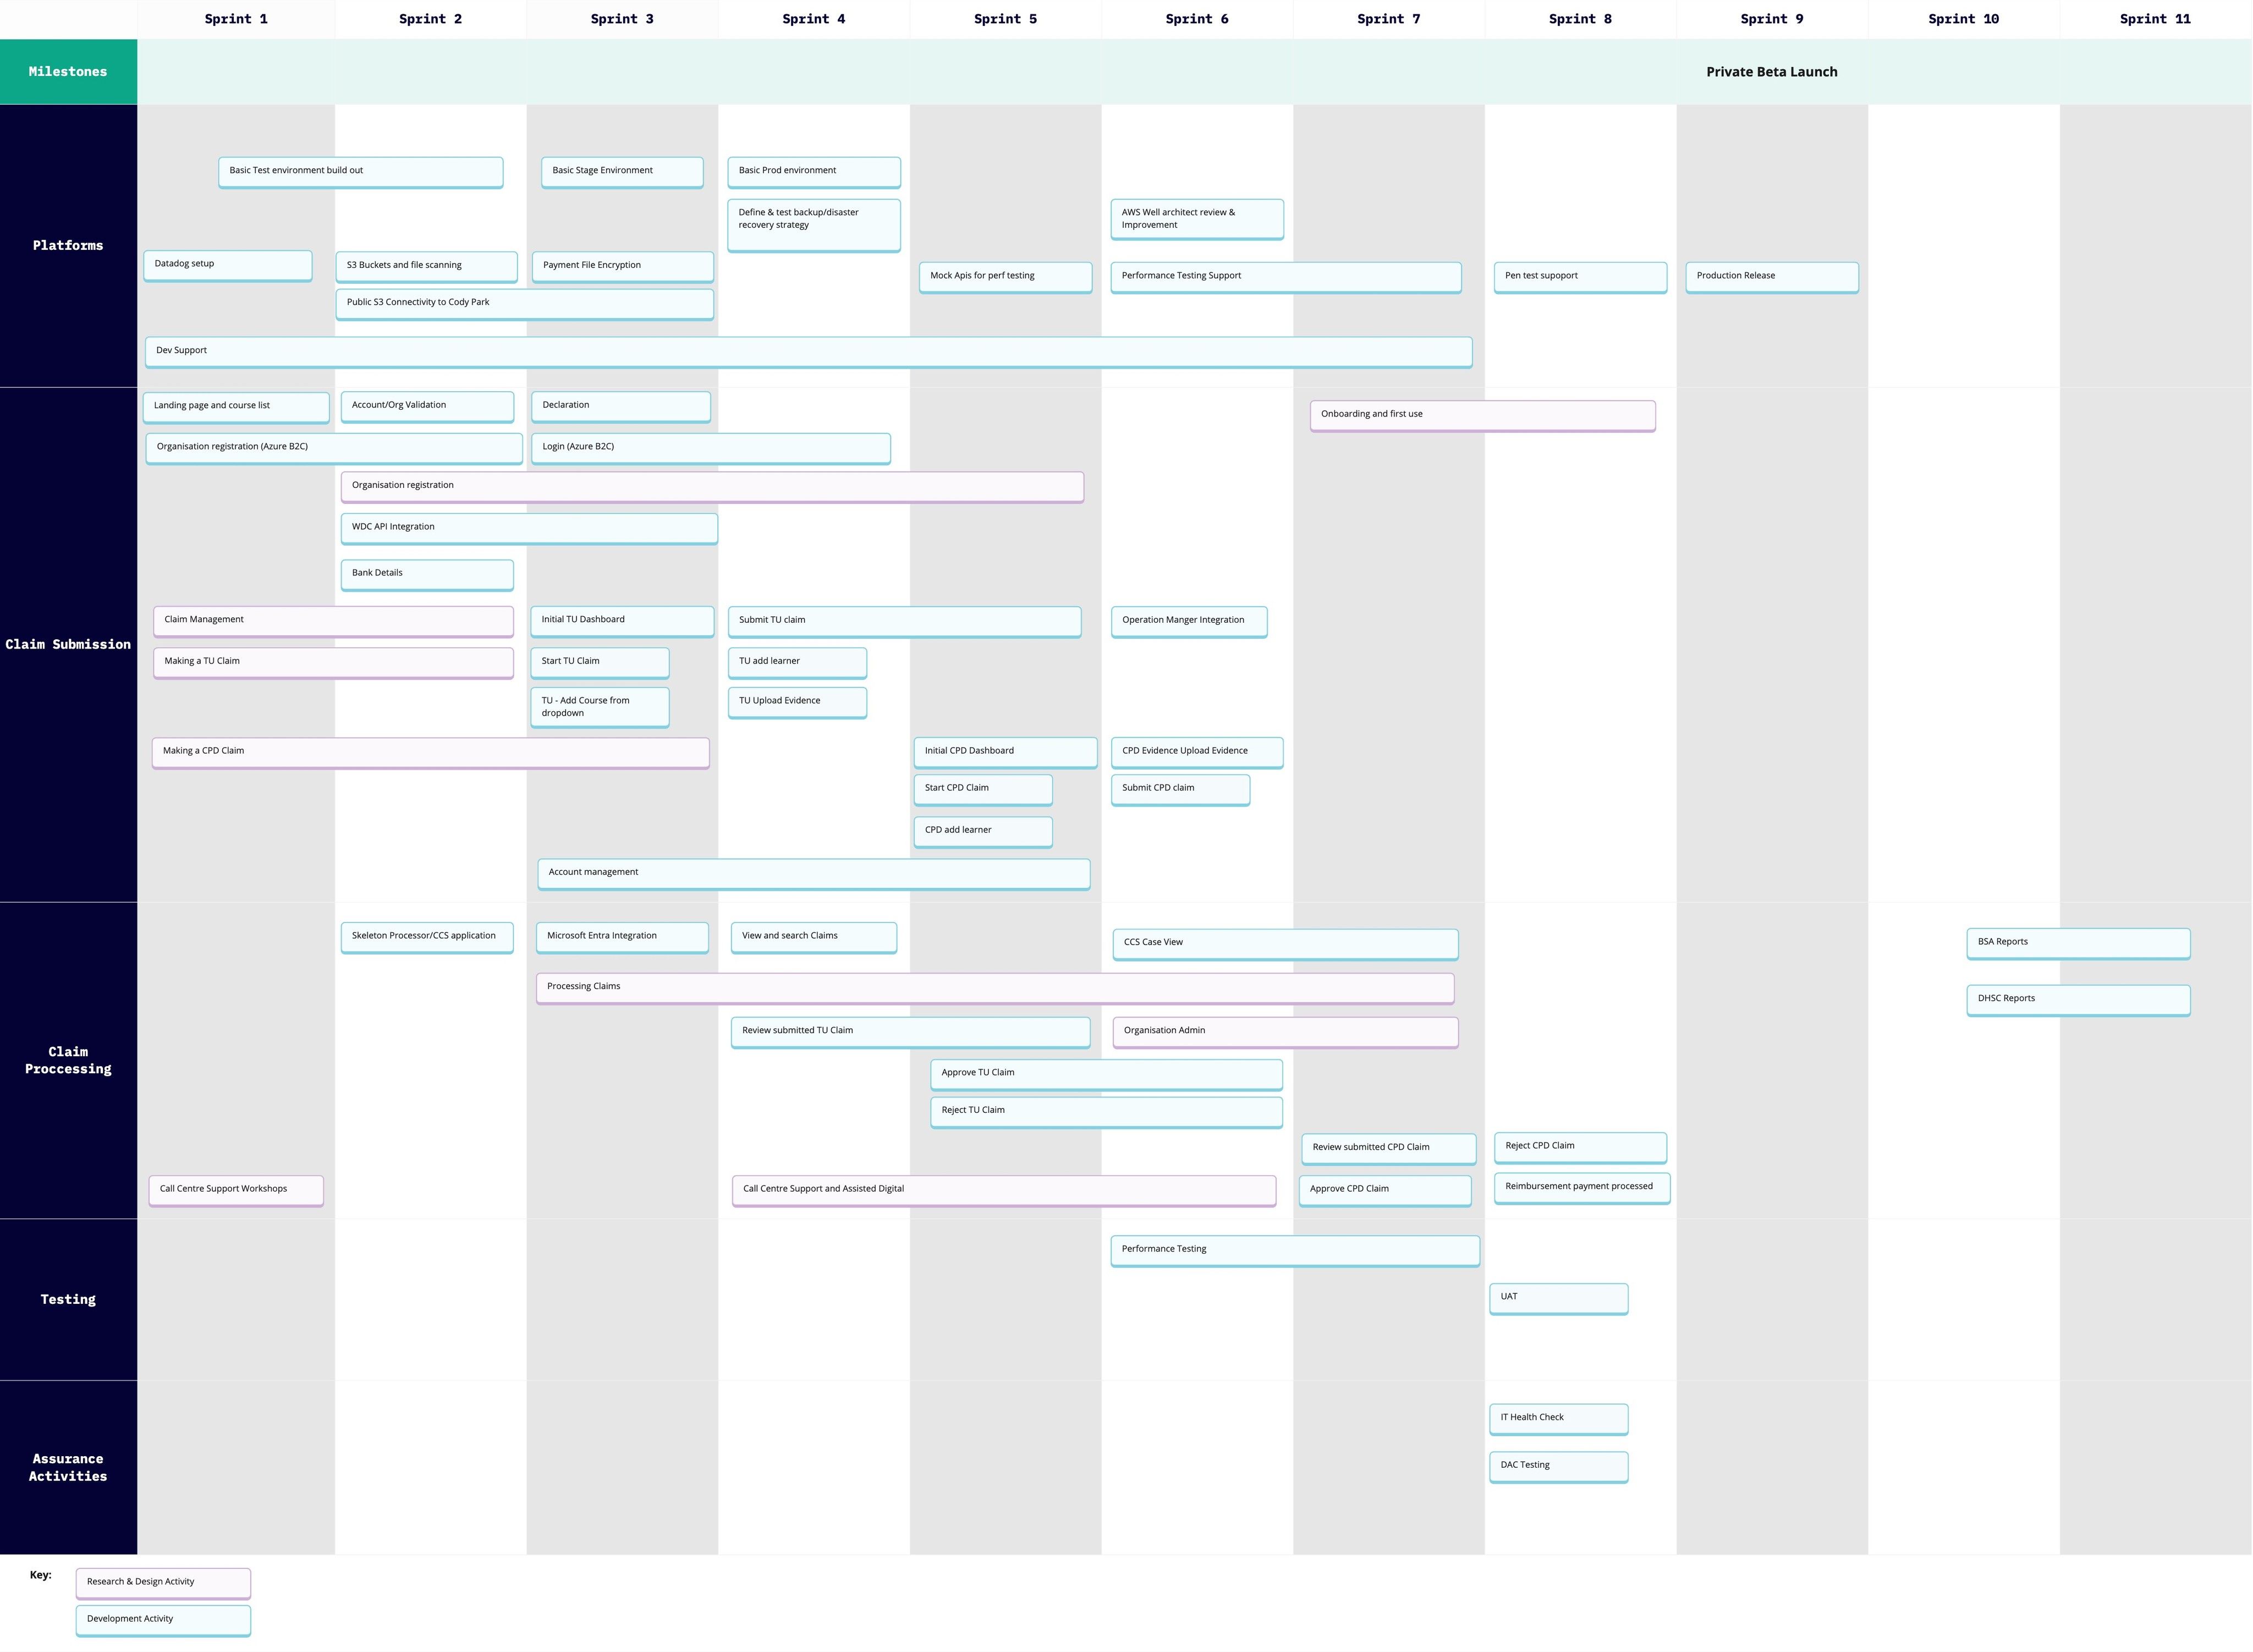 Sprint 1
Sprint 2
Sprint 3
Sprint 4
Sprint 5
Sprint 6
Sprint 7
Sprint 8
Sprint 9
Sprint 10
Sprint 11
Milestones
Private Beta Launch
Platforms
Basic Test environment build out
Basic Stage Environment
Basic Prod environment
Define & test backup/disaster
recovery strategy
AWS Well architect review &
Improvement
Datadog setup
S3 Buckets and file scanning
Payment File Encryption
Mock Apis for perf testing
Performance Testing Support
Pen test supoport
Production Release
Public S3 Connectivity to Cody Park
Dev Support
Claim Submission
Landing page and course list
Account/Org Validation
Declaration
Onboarding and first use
Organisation registration (Azure B2C)
Login (Azure B2C)
Organisation registration
WDC API Integration
Bank Details
Claim Management
Initial TU Dashboard
Submit TU claim
Operation Manger Integration
Making a TU Claim
Start TU Claim
TU add learner
TU - Add Course from
dropdown
TU Upload Evidence
Making a CPD Claim
Initial CPD Dashboard
CPD Evidence Upload Evidence
Start CPD Claim
Submit CPD claim
CPD add learner
Account management
Claim
Proccessing
Skeleton Processor/CCS application
Microsoft Entra Integration
View and search Claims
CCS Case View
BSA Reports
Processing Claims
DHSC Reports
Review submitted TU Claim
Organisation Admin
Approve TU Claim
Reject TU Claim
Review submitted CPD Claim
Reject CPD Claim
Call Centre Support Workshops
Call Centre Support and Assisted Digital
Approve CPD Claim
Reimbursement payment processed
Testing
Performance Testing
UAT
Assurance
Activities
IT Health Check
DAC Testing
Key:
Research & Design Activity
Development Activity